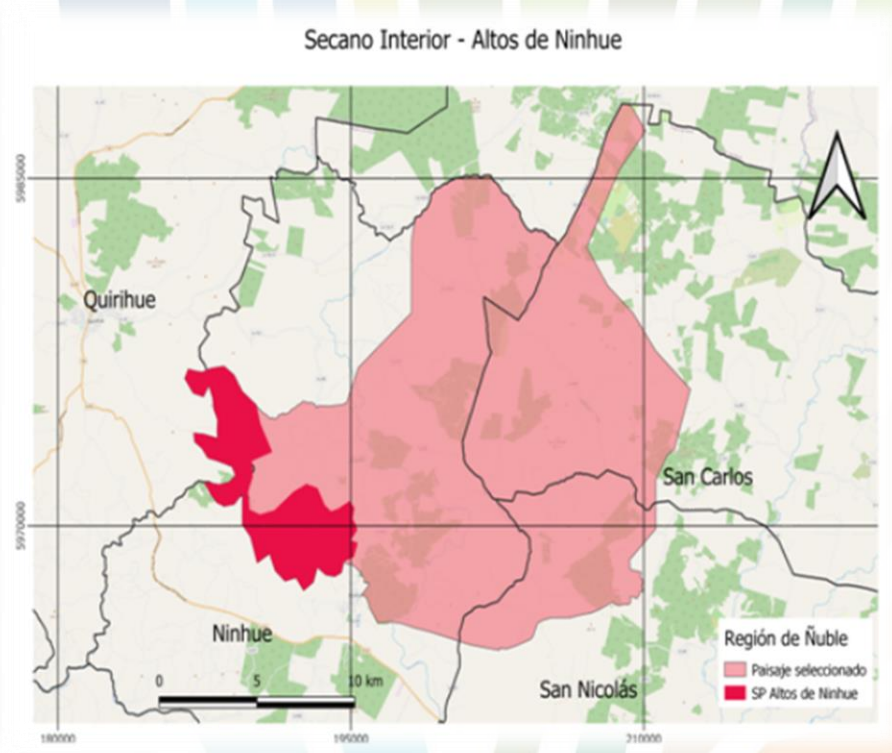 Secano Interior - Altos de Ninhue
5985000
Quirihue
San Carlos
5970000
Ninhue
San Nicolás
0 5 10 km
Región de Ñuble
Paisaje seleccionado
SP Altos de Ninhue
180000 195000 210000